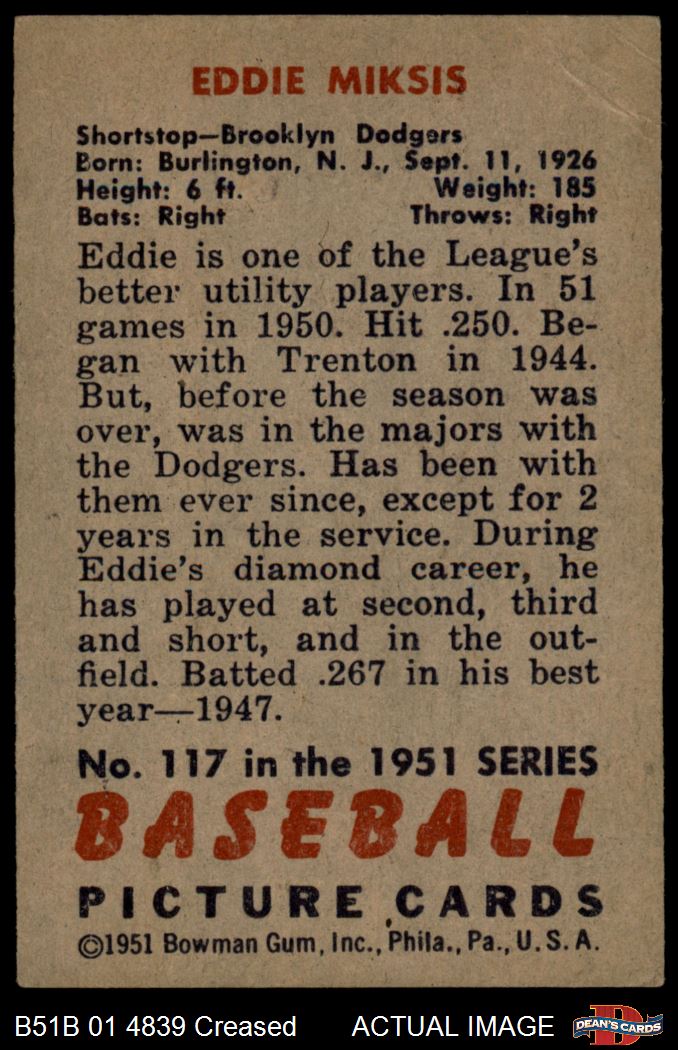 EDDIE MIKSIS
Shortstop—Brooklyn Dodgers
Born: Burlington, N. J., Sept. 11, 1926
Height: 6 ft. Weight: 185
Bats: Right Throws: Right
Eddie is one of the League's
better utility players. In 51
games in 1950. Hit .250. Be-
gan with Trenton in 1944.
But, before the season was
over, was in the majors with
the Dodgers. Has been with
them ever since, except for 2
years in the service. During
Eddie's diamond career, he
has played at second, third
and short, and in the out-
field. Batted .267 in his best
year—1947.
No. 117 in the 1951 SERIES
BASEBALL
PICTURE CARDS
©1951 Bowman Gum, Inc., Phila., Pa., U. S. A.
B51B 01 4839 Creased ACTUAL IMAGE
D
DEAN'S CARDS